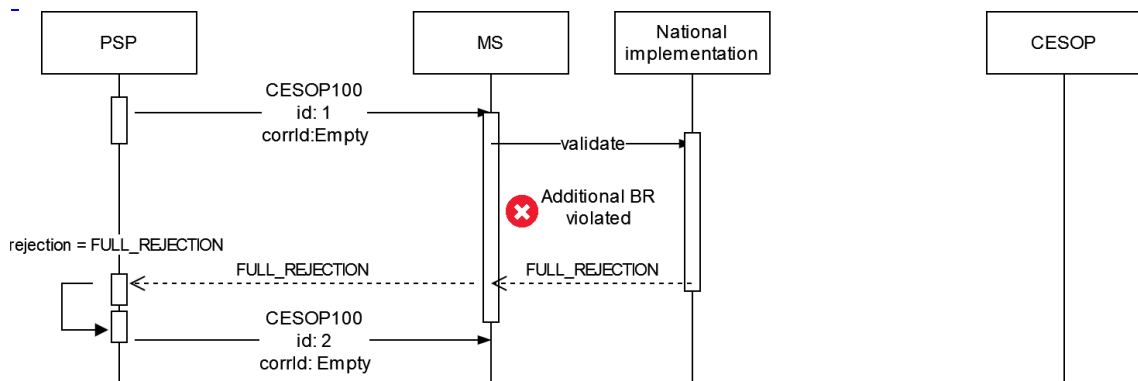 PSP
MS
National
implementation
CESOP
CESOP100
id: 1
corrId:Empty
validate
Additional BR
violated
rejection = FULL_REJECTION
FULL_REJECTION
FULL_REJECTION
CESOP100
id: 2
corrId: Empty